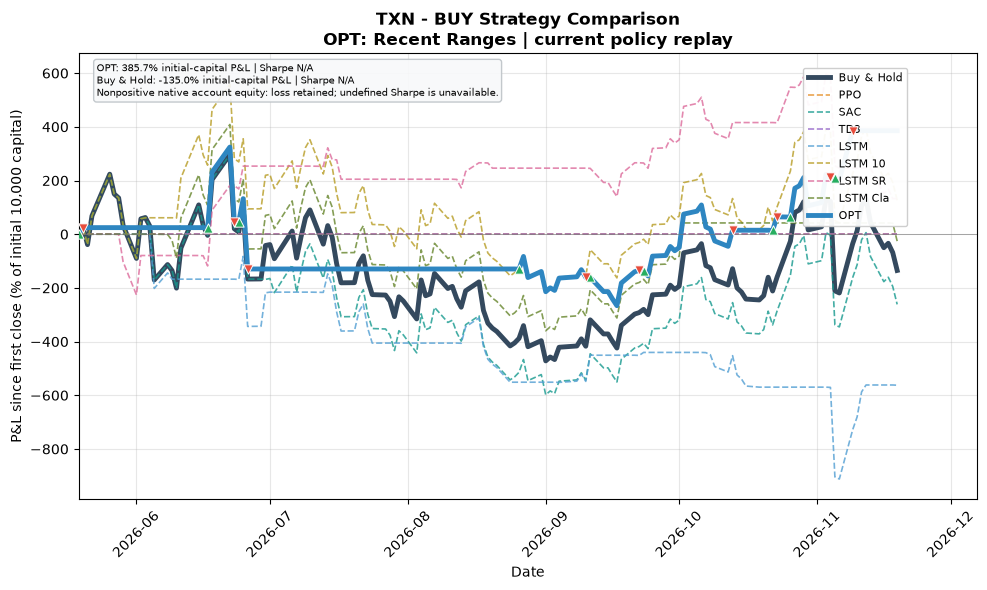 TXN - BUY Strategy Comparison
OPT: Recent Ranges | current policy replay
OPT: 385.7% initial-capital P&L | Sharpe N/A
Buy & Hold: -135.0% initial-capital P&L | Sharpe N/A
Nonpositive native account equity: loss retained; undefined Sharpe is unavailable.
Buy & Hold
PPO
SAC
TD3
LSTM
LSTM 10
LSTM SR
LSTM Cla
OPT
P&L since first close (% of initial 10,000 capital)
600
400
200
0
−200
−400
−600
−800
2026-06
2026-07
2026-08
2026-09
2026-10
2026-11
2026-12
Date